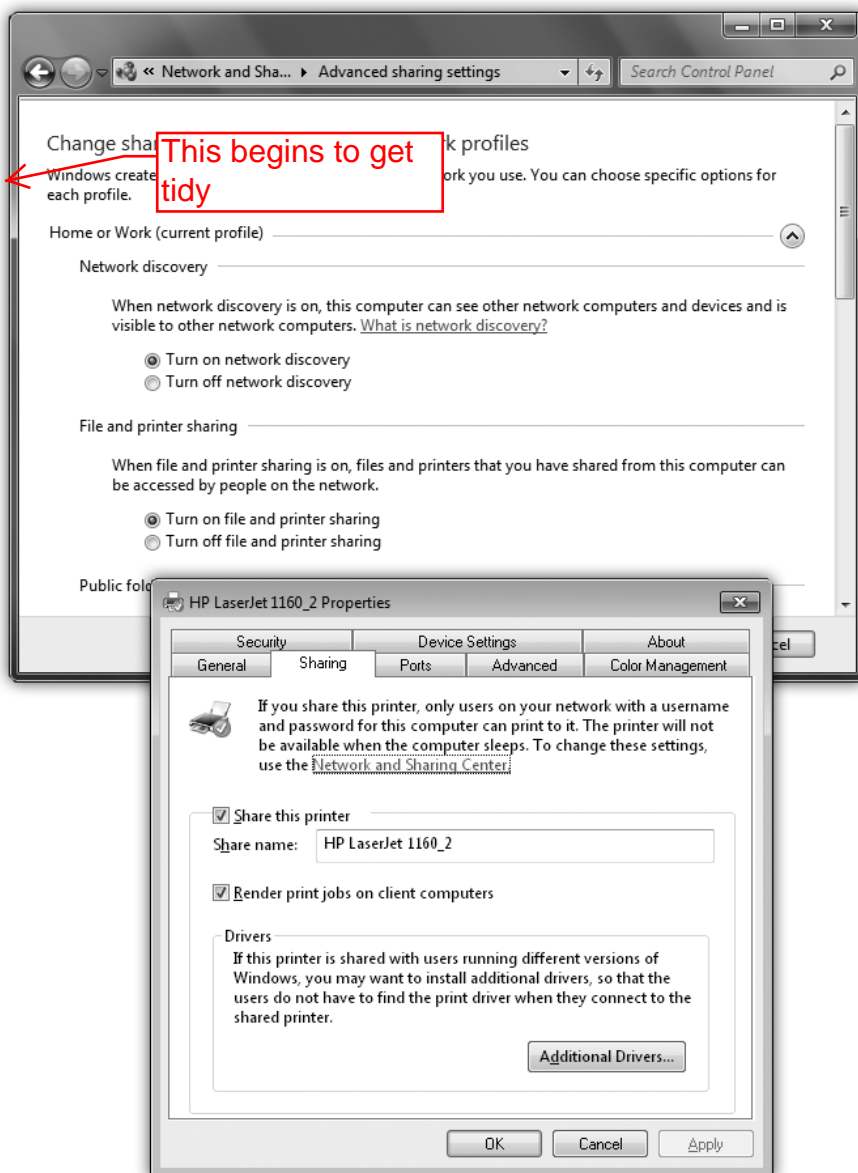 « Network and Sha... ▸ Advanced sharing settings Search Control Panel
Change sha k profiles
This begins to get
tidy
Windows create ork you use. You can choose specific options for
each profile.
Home or Work (current profile)
Network discovery
When network discovery is on, this computer can see other network computers and devices and is
visible to other network computers. What is network discovery?
Turn on network discovery
Turn off network discovery
File and printer sharing
When file and printer sharing is on, files and printers that you have shared from this computer can
be accessed by people on the network.
Turn on file and printer sharing
Turn off file and printer sharing
Public fol
cel
HP LaserJet 1160_2 Properties
Security Device Settings About
General Sharing Ports Advanced Color Management
If you share this printer, only users on your network with a username
and password for this computer can print to it. The printer will not
be available when the computer sleeps. To change these settings,
use the Network and Sharing Center.
Share this printer
Share name: HP LaserJet 1160_2
Render print jobs on client computers
Drivers
If this printer is shared with users running different versions of
Windows, you may want to install additional drivers, so that the
users do not have to find the print driver when they connect to the
shared printer.
Additional Drivers...
OK Cancel Apply